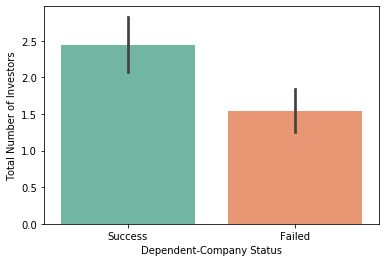 Total Number of Investors
2.5
2.0
1.5
1.0
0.5
0.0
Success Failed
Dependent-Company Status